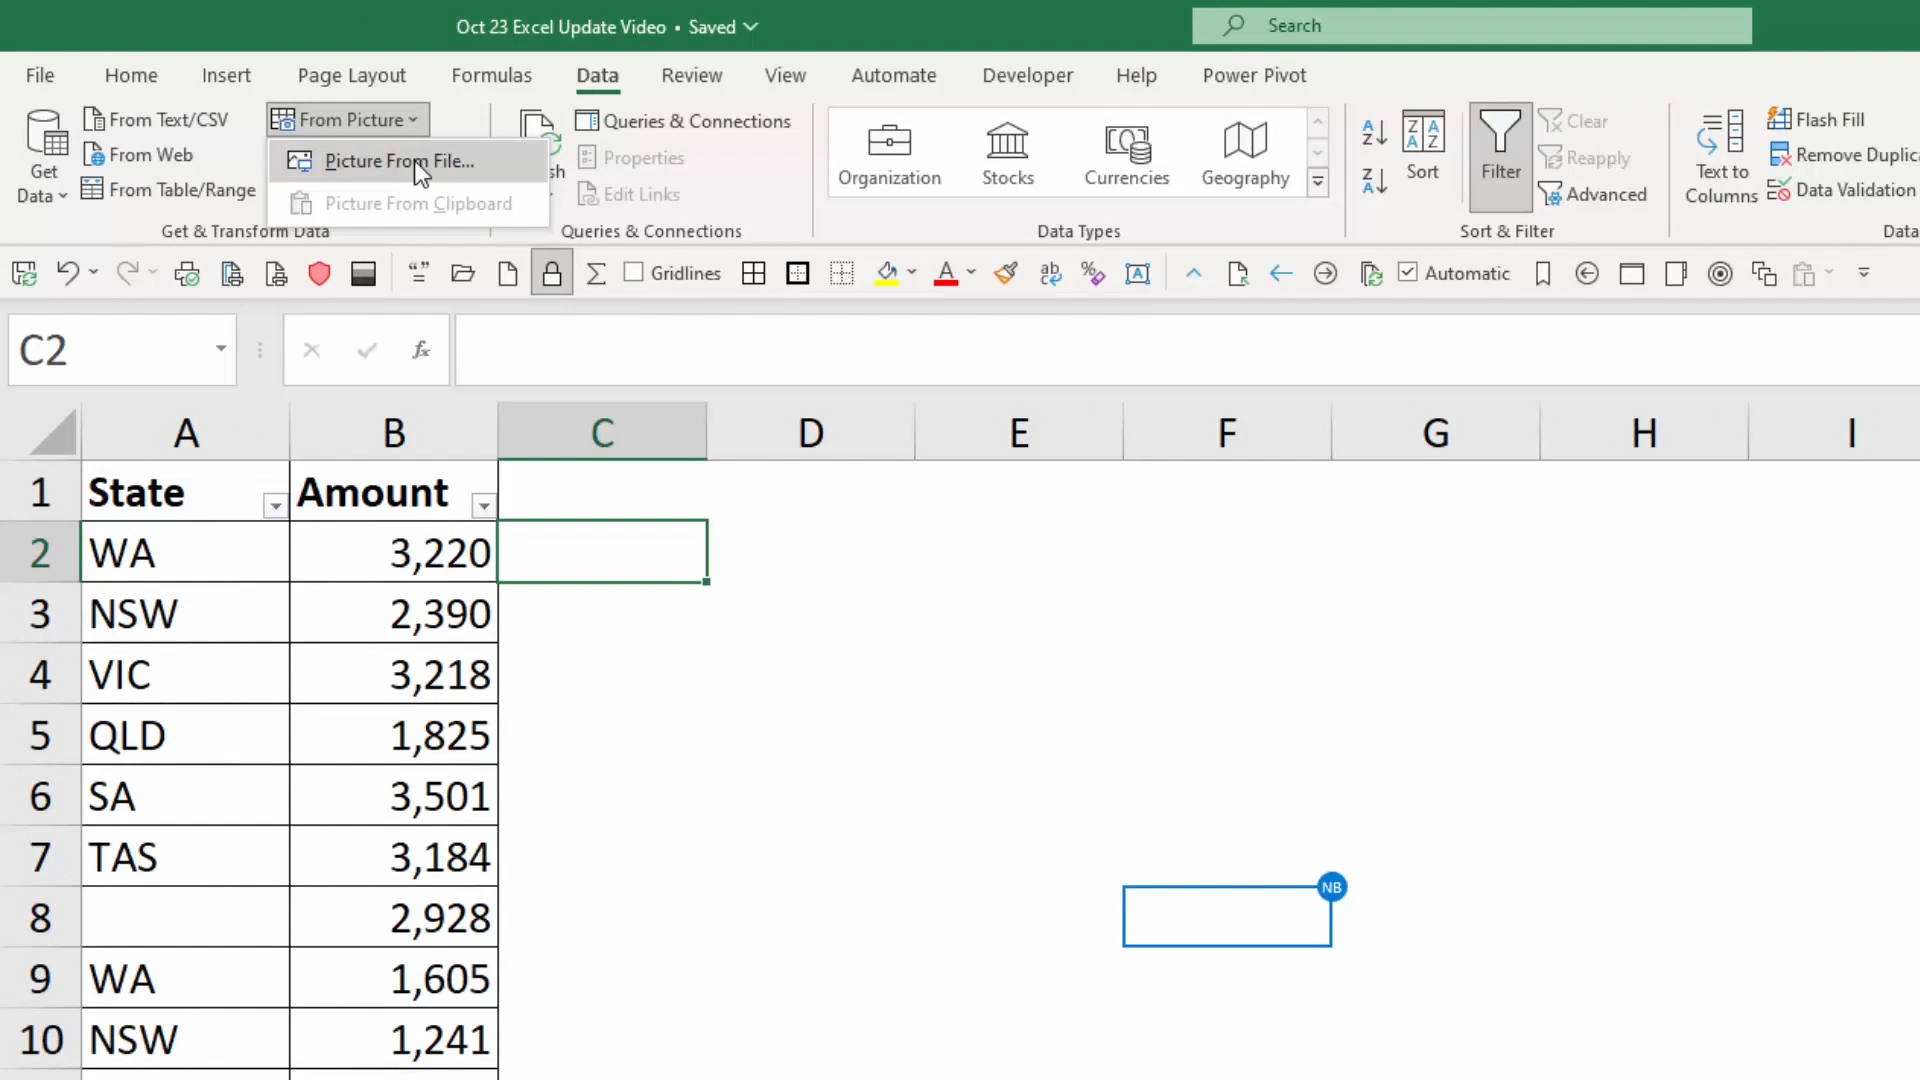 Oct 23 Excel Update Video • Saved
Search
File Home Insert Page Layout Formulas Data Review View Automate Developer Help Power Pivot
Get Data
From Text/CSV
From Web
From Table/Range
From Picture
Picture From File...
Picture From Clipboard
Get & Transform Data
sh
Queries & Connections
Properties
Edit Links
Queries & Connections
Organization Stocks Currencies Geography
Data Types
Sort
Filter
Clear
Reapply
Advanced
Sort & Filter
Text to
Columns
Flash Fill
Remove Duplica
Data Validation
Data
Gridlines
Automatic
C2
fx
A B C D E F G H I
1 State Amount
2 WA 3,220
3 NSW 2,390
4 VIC 3,218
5 QLD 1,825
6 SA 3,501
7 TAS 3,184
8 2,928
NB
9 WA 1,605
10 NSW 1,241